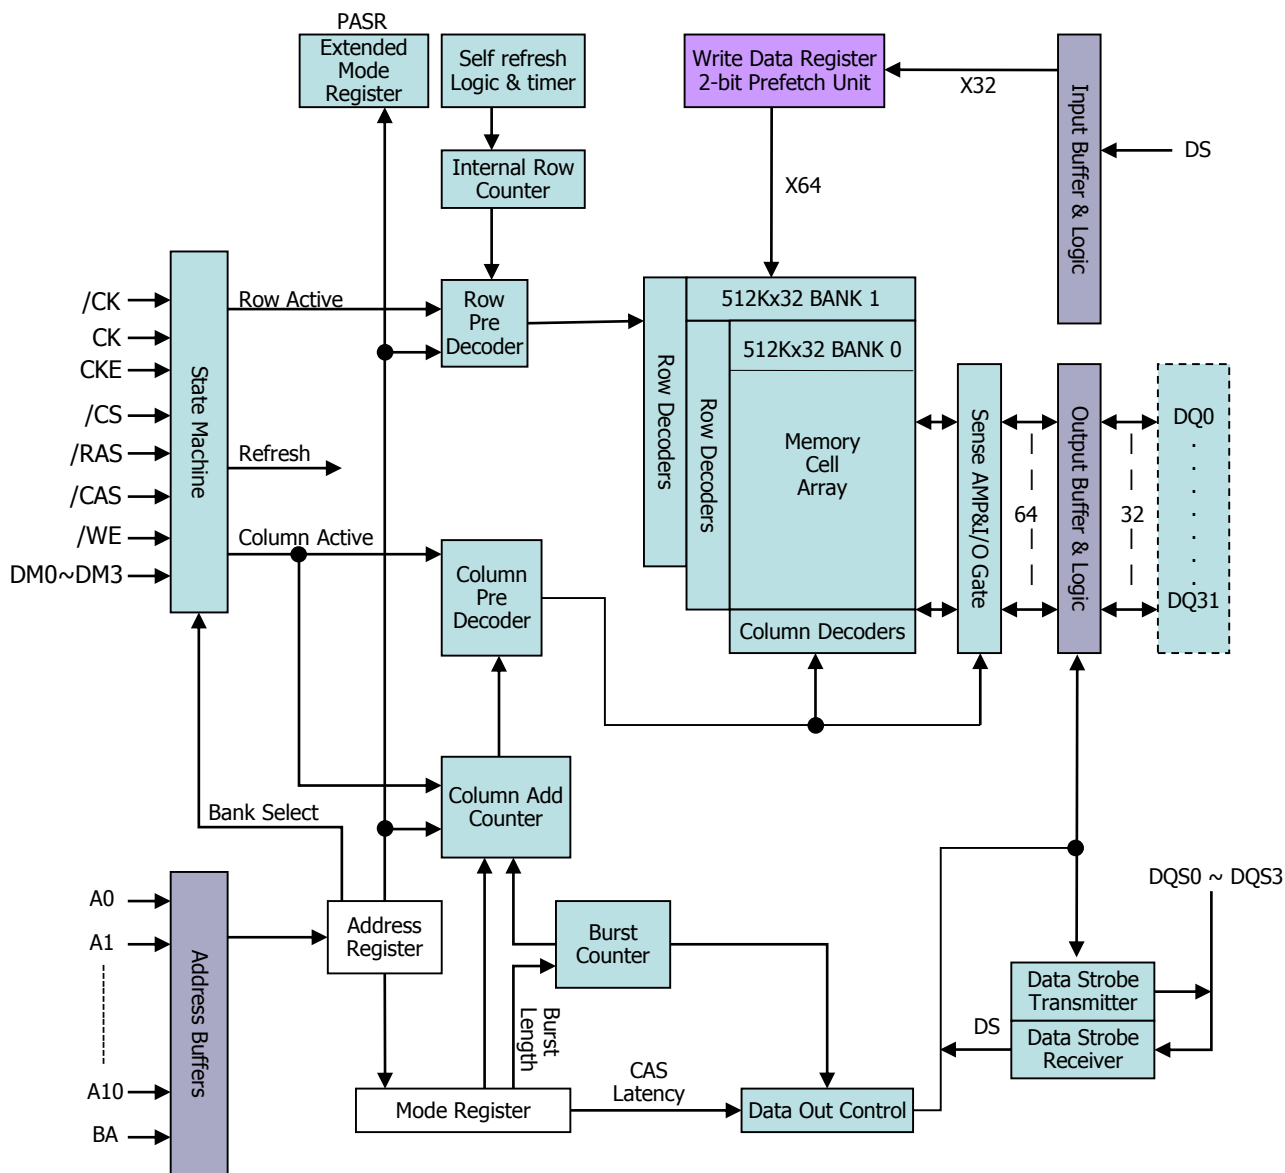 PASR
Extended
Mode
Register
Self refresh
Logic & timer
Write Data Register
2-bit Prefetch Unit
X32
Input Buffer & Logic
DS
Internal Row
Counter
X64
/CK
CK
CKE
/CS
/RAS
/CAS
/WE
DM0~DM3
State Machine
Row Active
Refresh
Column Active
Row
Pre
Decoder
Row Decoders
Row Decoders
512Kx32 BANK 1
512Kx32 BANK 0
Memory
Cell
Array
Column Decoders
Sense AMP&I/O Gate
64
Output Buffer & Logic
32
DQ0
.
.
.
.
.
.
DQ31
Column
Pre
Decoder
Bank Select
Column Add
Counter
A0
A1
A10
BA
Address Buffers
Address
Register
Burst
Counter
Burst
Length
Mode Register
CAS
Latency
Data Out Control
DQS0 ~ DQS3
Data Strobe
Transmitter
DS
Data Strobe
Receiver